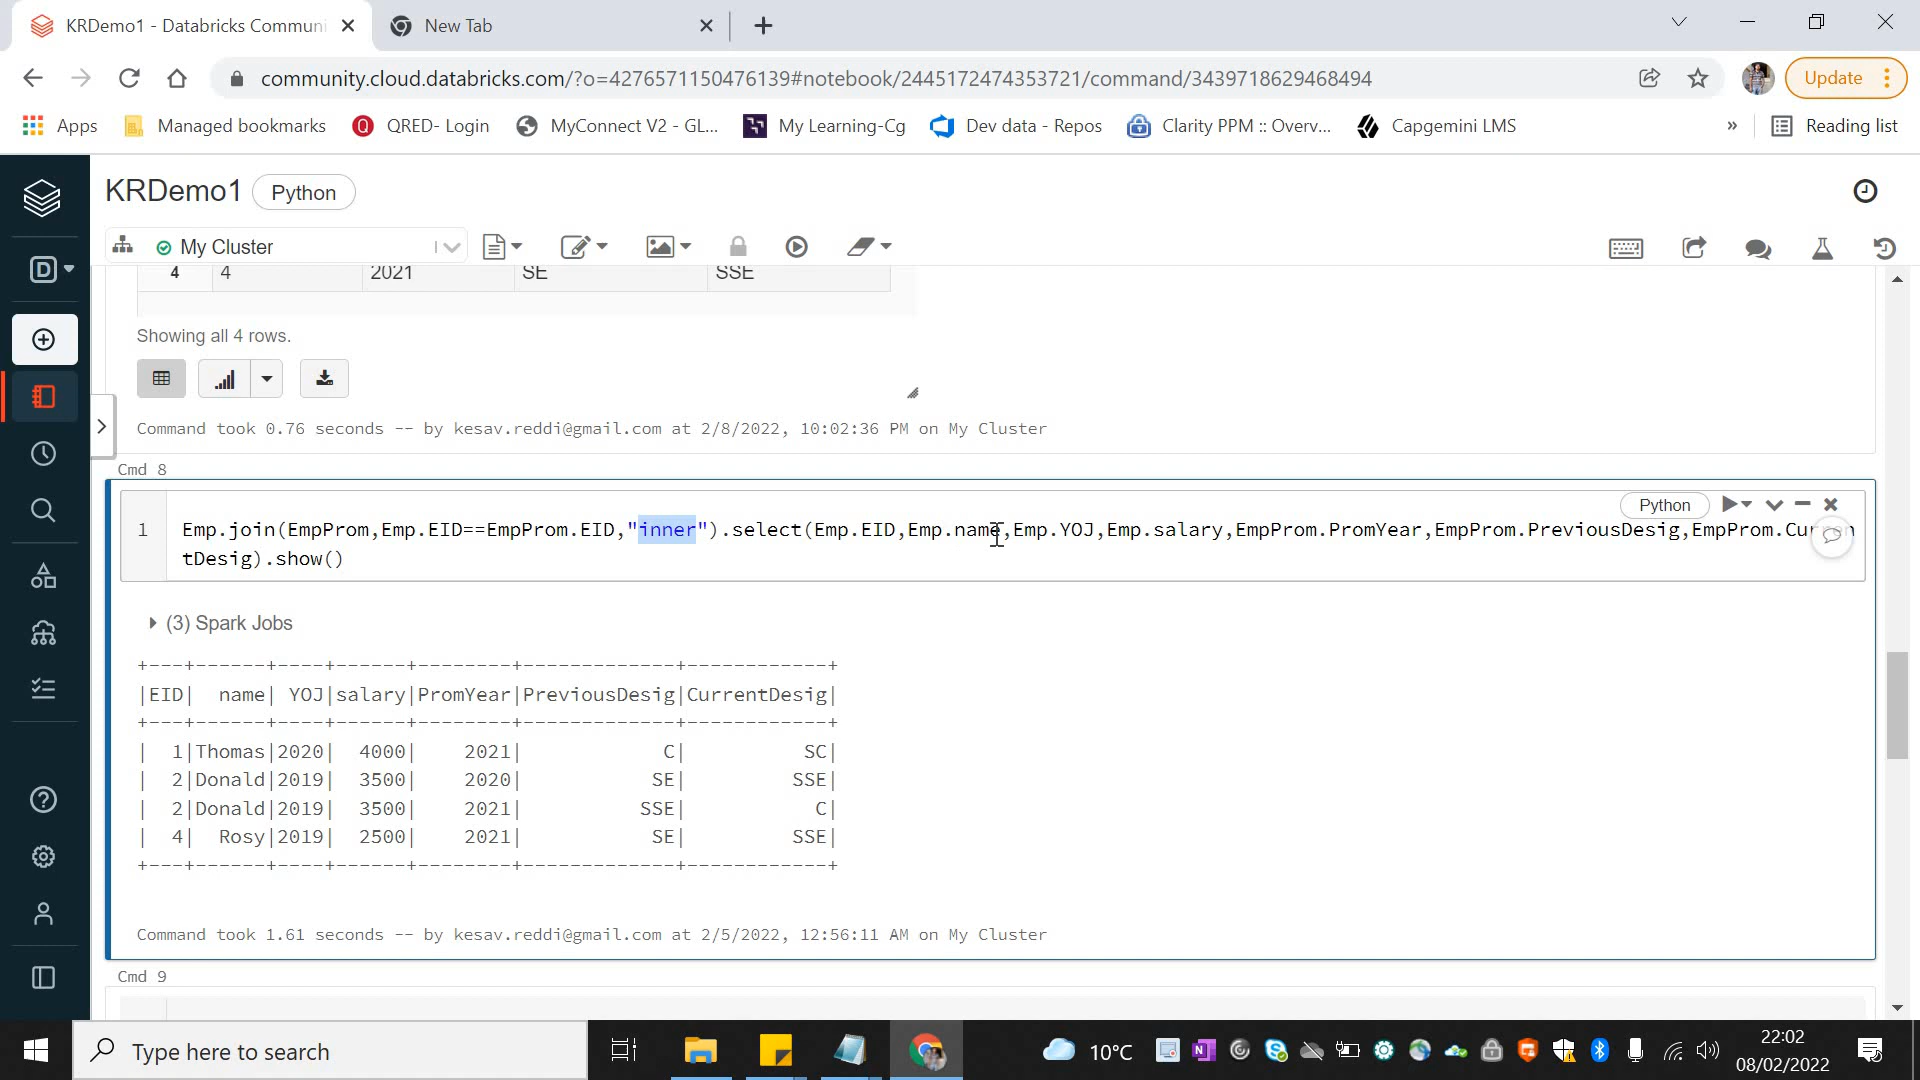 KRDemo1 - Databricks Communi
New Tab
community.cloud.databricks.com/?o=4276571150476139#notebook/2445172474353721/command/3439718629468494
Update
Apps
Managed bookmarks
QRED- Login
MyConnect V2 - GL...
My Learning-Cg
Dev data - Repos
Clarity PPM :: Overv...
Capgemini LMS
»
Reading list
KRDemo1
Python
D
My Cluster
4 4 2021 SE SSE
Showing all 4 rows.
Command took 0.76 seconds -- by kesav.reddi@gmail.com at 2/8/2022, 10:02:36 PM on My Cluster
Cmd 8
Python
1 Emp.join(EmpProm,Emp.EID==EmpProm.EID,"inner").select(Emp.EID,Emp.name,Emp.YOJ,Emp.salary,EmpProm.PromYear,EmpProm.PreviousDesig,EmpProm.Curren
tDesig).show()
(3) Spark Jobs
+---+------+----+------+--------+-------------+------------+
|EID|  name| YOJ|salary|PromYear|PreviousDesig|CurrentDesig|
+---+------+----+------+--------+-------------+------------+
|  1|Thomas|2020|  4000|    2021|            C|          SC|
|  2|Donald|2019|  3500|    2020|           SE|         SSE|
|  2|Donald|2019|  3500|    2021|          SSE|           C|
|  4|  Rosy|2019|  2500|    2021|           SE|         SSE|
+---+------+----+------+--------+-------------+------------+
Command took 1.61 seconds -- by kesav.reddi@gmail.com at 2/5/2022, 12:56:11 AM on My Cluster
Cmd 9
Type here to search
10°C
22:02
08/02/2022